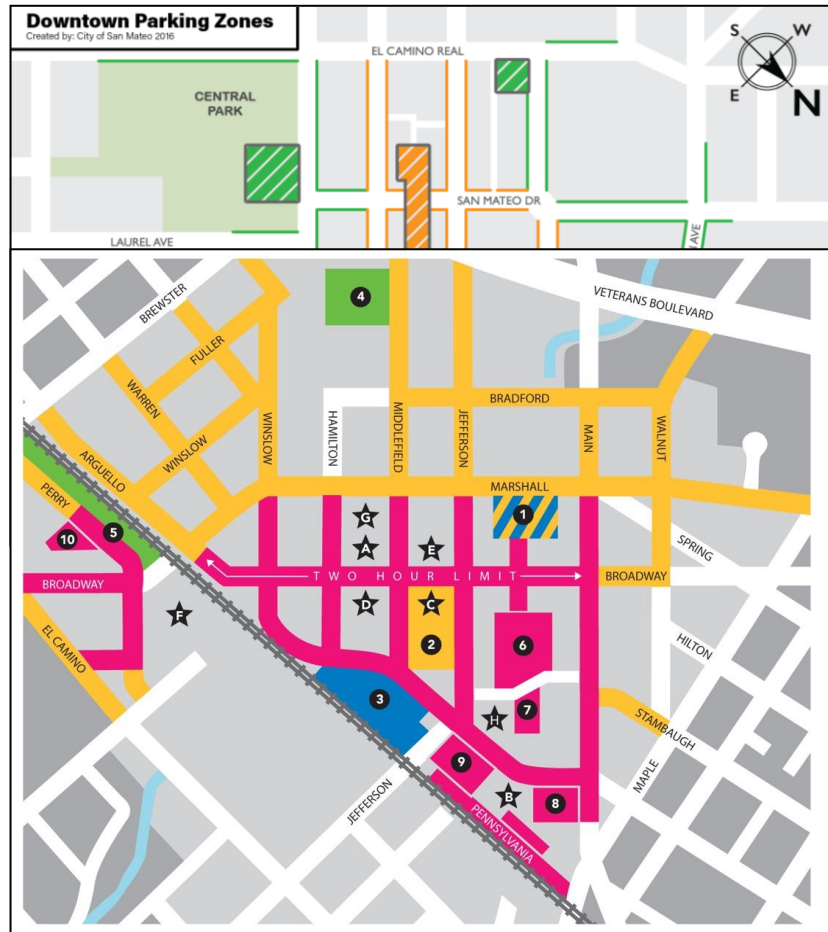 Downtown Parking Zones
Created by: City of San Mateo 2016
EL CAMINO REAL
S
W
E
N
CENTRAL
PARK
SAN MATEO DR
LAUREL AVE
AVE
4
BREWSTER
VETERANS BOULEVARD
FULLER
WARREN
BRADFORD
WINSLOW
HAMILTON
MIDDLEFIELD
JEFFERSON
MAIN
WALNUT
WINSLOW
ARGUELLO
MARSHALL
PERRY
G
1
5
10
A
E
SPRING
TWO HOUR LIMIT
BROADWAY
BROADWAY
D
C
F
EL CAMINO
2
6
HILTON
3
7
H
STAMBAUGH
9
MAPLE
JEFFERSON
B
8
PENNSYLVANIA